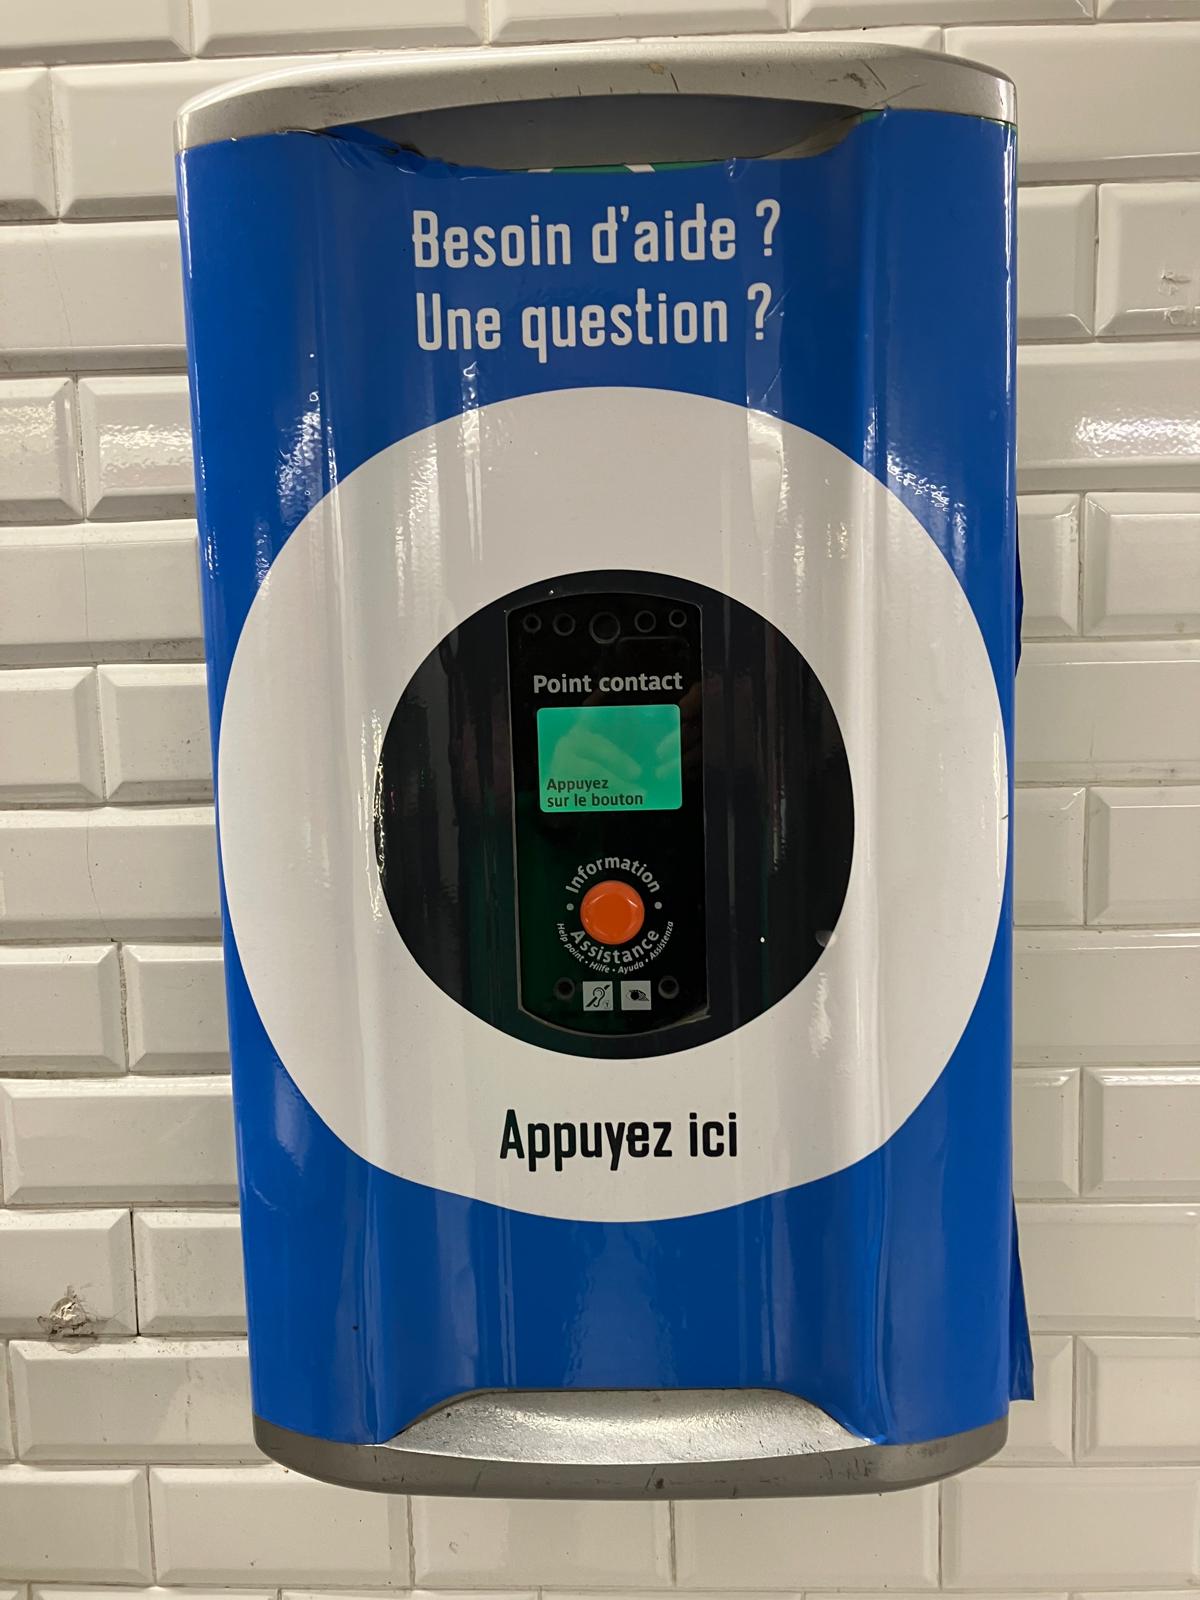 Besoin d'aide ?
Une question ?
Point contact
Appuyez
sur le bouton
Information
Assistance
Help point • Hilfe • Ayuda • Assistenza
Appuyez ici